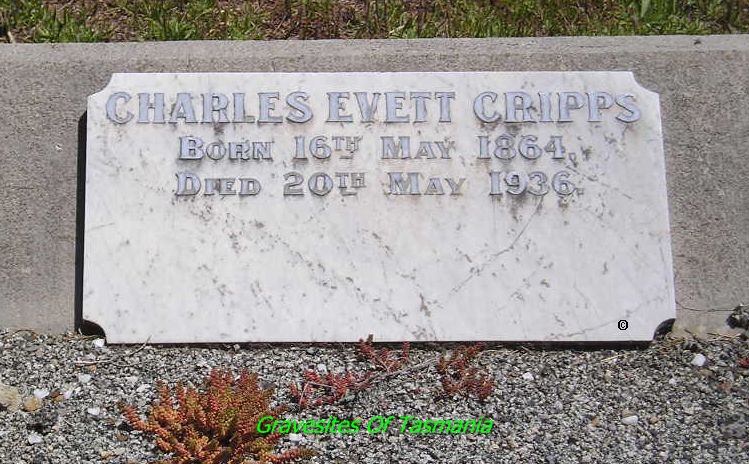 CHARLES EVETT CRIPPS
BORN 16TH MAY 1864.
DIED 20TH MAY 1936.
©
Gravesites Of Tasmania